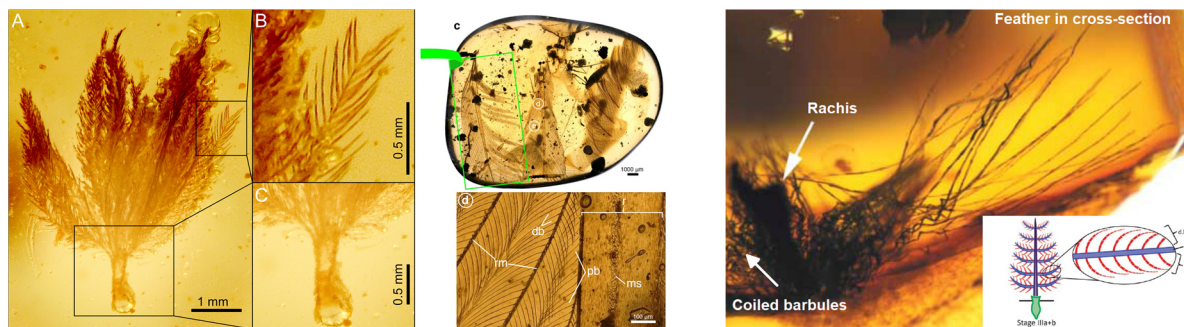 A
B
0.5 mm
C
1 mm
0.5 mm
c
d
1000 µm
d
f
db
rm
pb
ms
100 µm
Feather in cross-section
Rachis
Coiled barbules
Stage IIIa+b